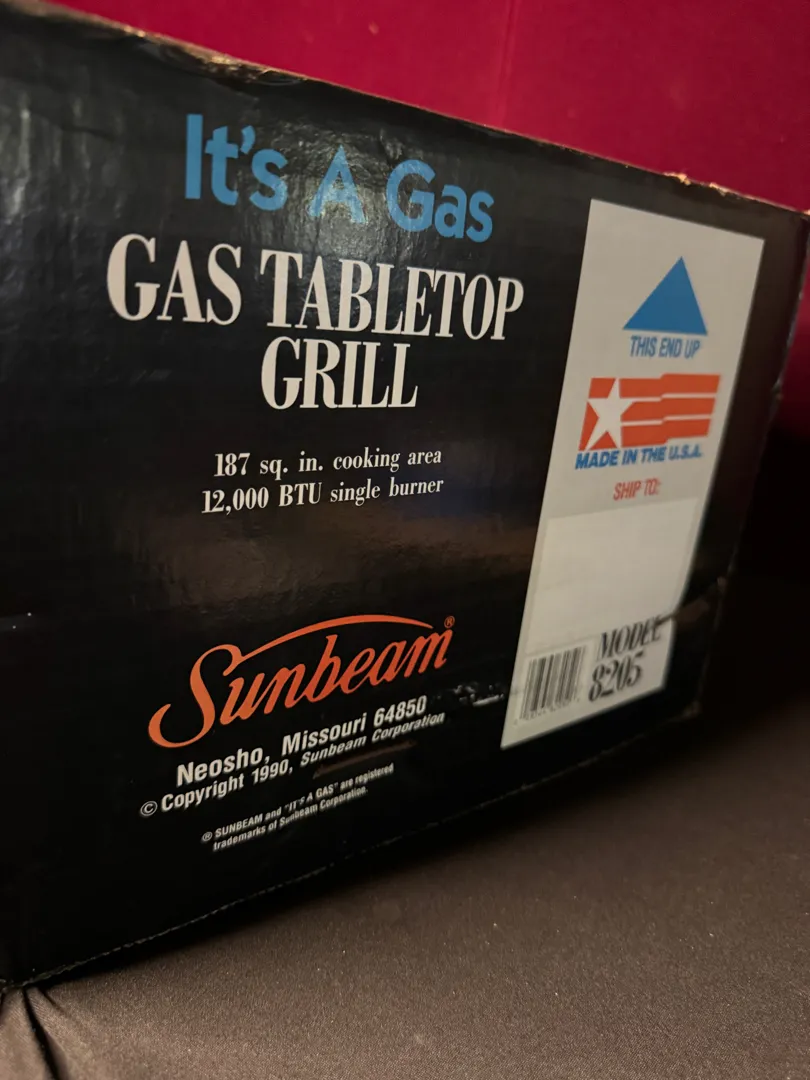 It's A Gas
GAS TABLETOP
GRILL
187 sq. in. cooking area
12,000 BTU single burner
Sunbeam®
Neosho, Missouri 64850
© Copyright 1990, Sunbeam Corporation
® SUNBEAM and "IT'S A GAS" are registered
trademarks of Sunbeam Corporation.
THIS END UP
MADE IN THE U.S.A.
SHIP TO:
MODEL
8205